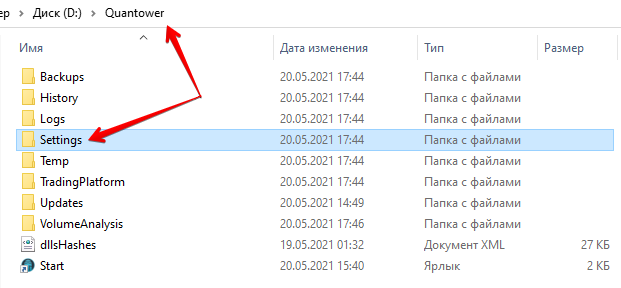 ер > Диск (D:) > Quantower
Имя Дата изменения Тип Размер
Backups 20.05.2021 17:44 Папка с файлами
History 20.05.2021 17:44 Папка с файлами
Logs 20.05.2021 17:44 Папка с файлами
Settings 20.05.2021 17:44 Папка с файлами
Temp 20.05.2021 17:44 Папка с файлами
TradingPlatform 20.05.2021 17:44 Папка с файлами
Updates 20.05.2021 14:49 Папка с файлами
VolumeAnalysis 20.05.2021 17:46 Папка с файлами
dllsHashes 19.05.2021 01:32 Документ XML 27 КБ
Start 20.05.2021 15:40 Ярлык 2 КБ